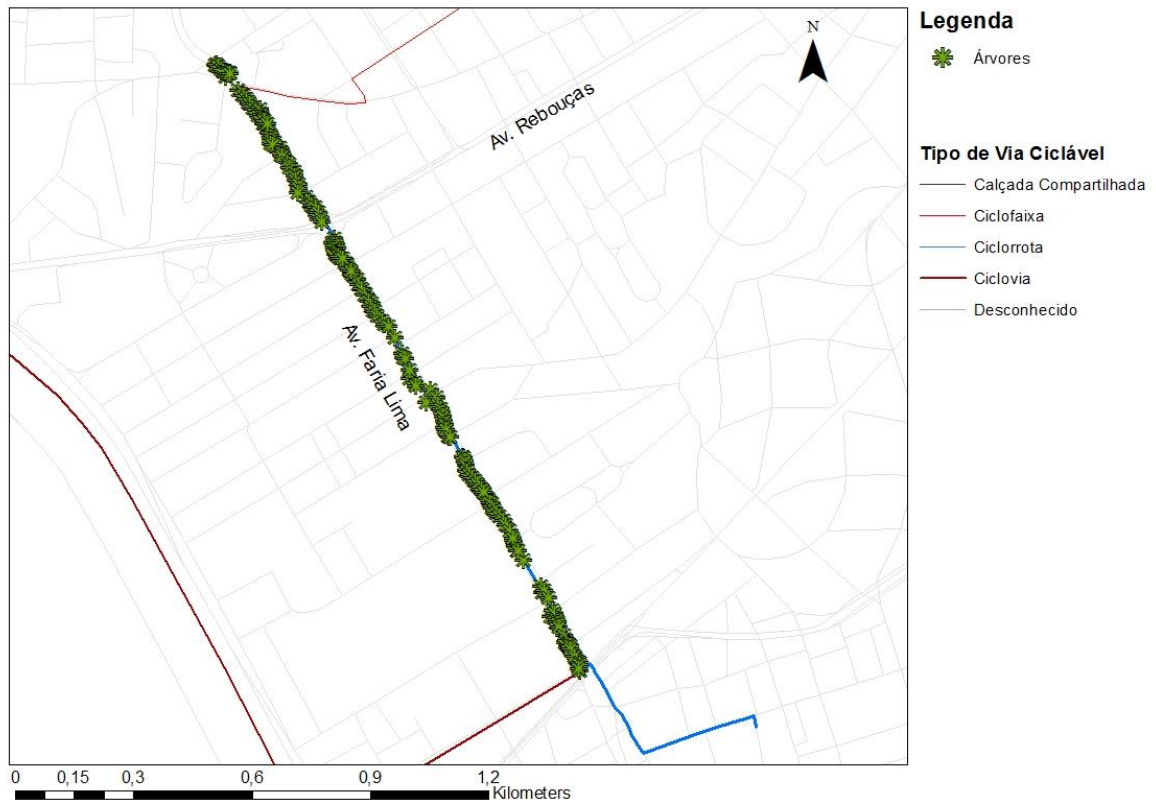 Legenda
N
Árvores
Av. Rebouças
Tipo de Via Ciclável
Calçada Compartilhada
Ciclofaixa
Ciclorrota
Ciclovia
Desconhecido
Av. Faria Lima
0 0,15 0,3 0,6 0,9 1,2
Kilometers